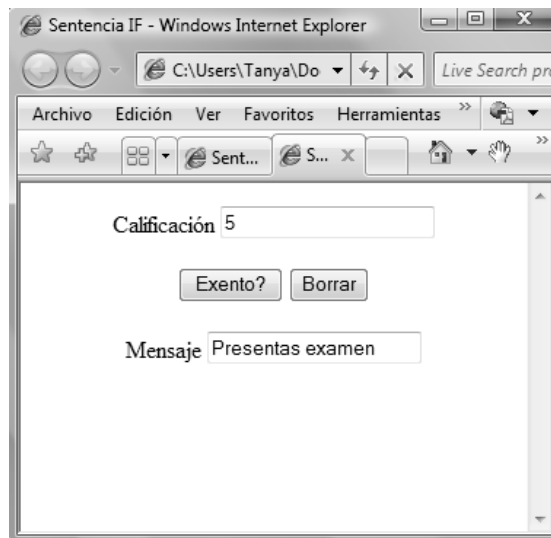 Sentencia IF - Windows Internet Explorer
C:\Users\Tanya\Do
Live Search pr
Archivo Edición Ver Favoritos Herramientas »
Sent... S... »
Calificación 5
Exento? Borrar
Mensaje Presentas examen